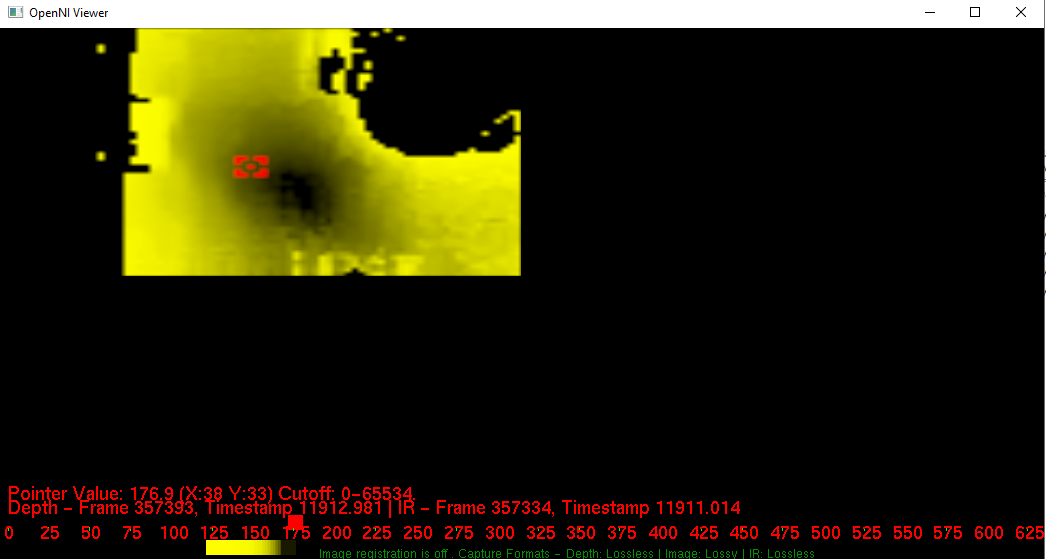 OpenNI Viewer
Pointer Value: 176.9 (X:38 Y:33) Cutoff: 0-65534.
Depth - Frame 357393, Timestamp 11912.981 | IR - Frame 357334, Timestamp 11911.014
0 25 50 75 100 125 150 175 200 225 250 275 300 325 350 375 400 425 450 475 500 525 550 575 600 625
Image registration is off . Capture Formats - Depth: Lossless | Image: Lossy | IR: Lossless